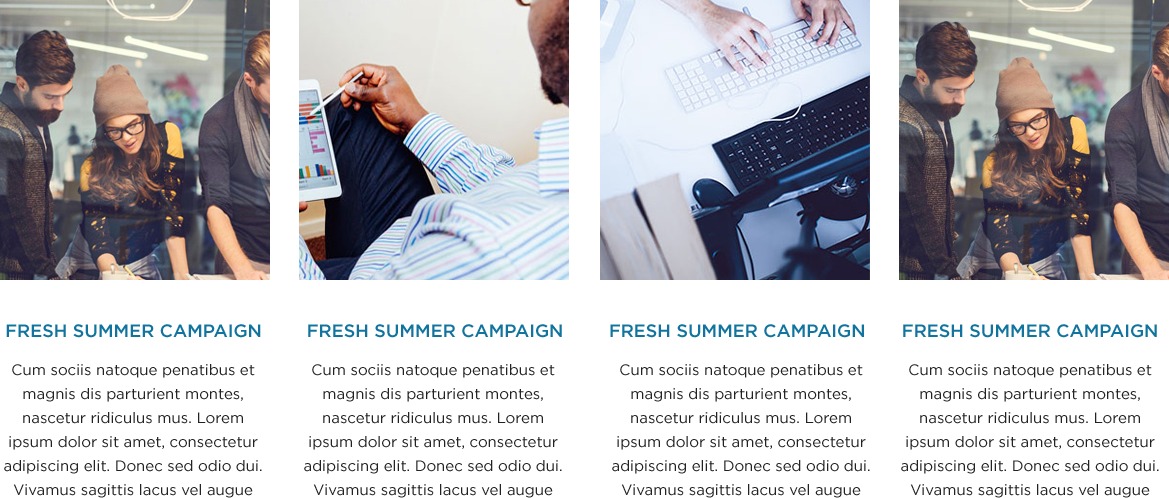 FRESH SUMMER CAMPAIGN
Cum sociis natoque penatibus et
magnis dis parturient montes,
nascetur ridiculus mus. Lorem
ipsum dolor sit amet, consectetur
adipiscing elit. Donec sed odio dui.
Vivamus sagittis lacus vel augue
FRESH SUMMER CAMPAIGN
Cum sociis natoque penatibus et
magnis dis parturient montes,
nascetur ridiculus mus. Lorem
ipsum dolor sit amet, consectetur
adipiscing elit. Donec sed odio dui.
Vivamus sagittis lacus vel augue
FRESH SUMMER CAMPAIGN
Cum sociis natoque penatibus et
magnis dis parturient montes,
nascetur ridiculus mus. Lorem
ipsum dolor sit amet, consectetur
adipiscing elit. Donec sed odio dui.
Vivamus sagittis lacus vel augue
FRESH SUMMER CAMPAIGN
Cum sociis natoque penatibus et
magnis dis parturient montes,
nascetur ridiculus mus. Lorem
ipsum dolor sit amet, consectetur
adipiscing elit. Donec sed odio dui.
Vivamus sagittis lacus vel augue